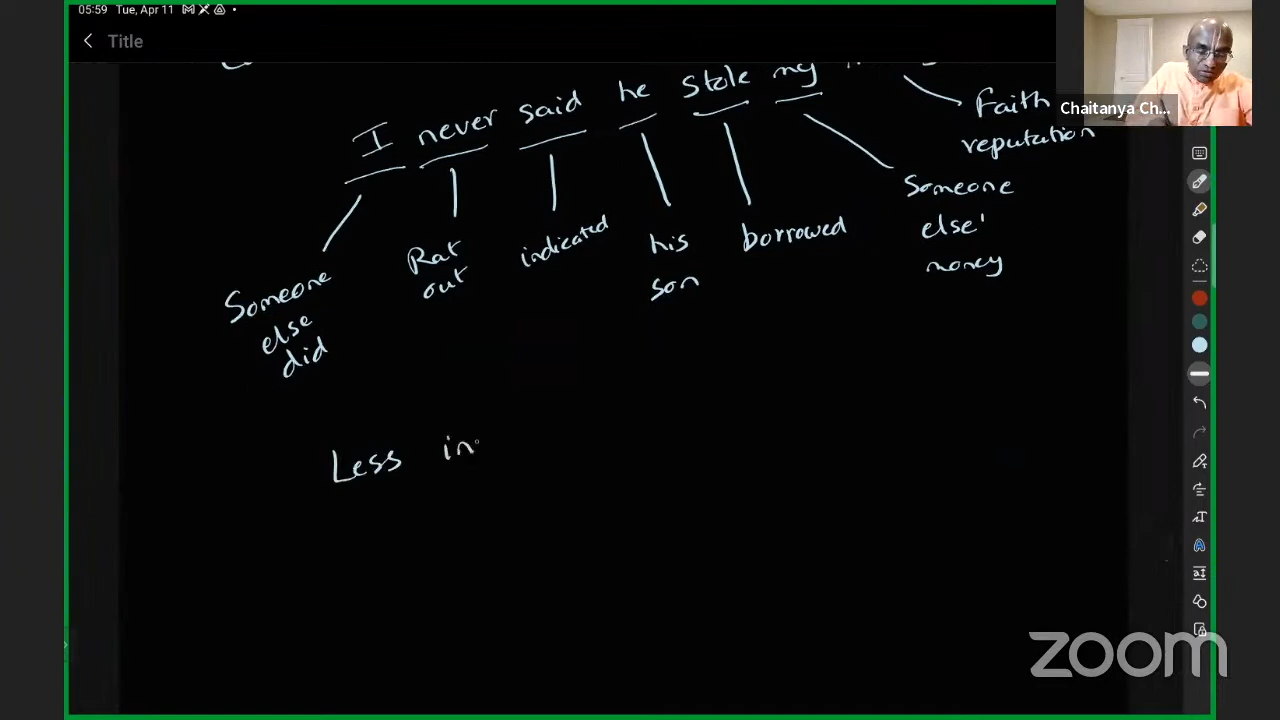 05:59 Tue, Apr 11
Title
Chaitanya Ch...
I never said he stole my
Someone
else
did
Rat
out
indicated
his
son
borrowed
Someone
else'
money
Faith
reputation
Less in
zoom